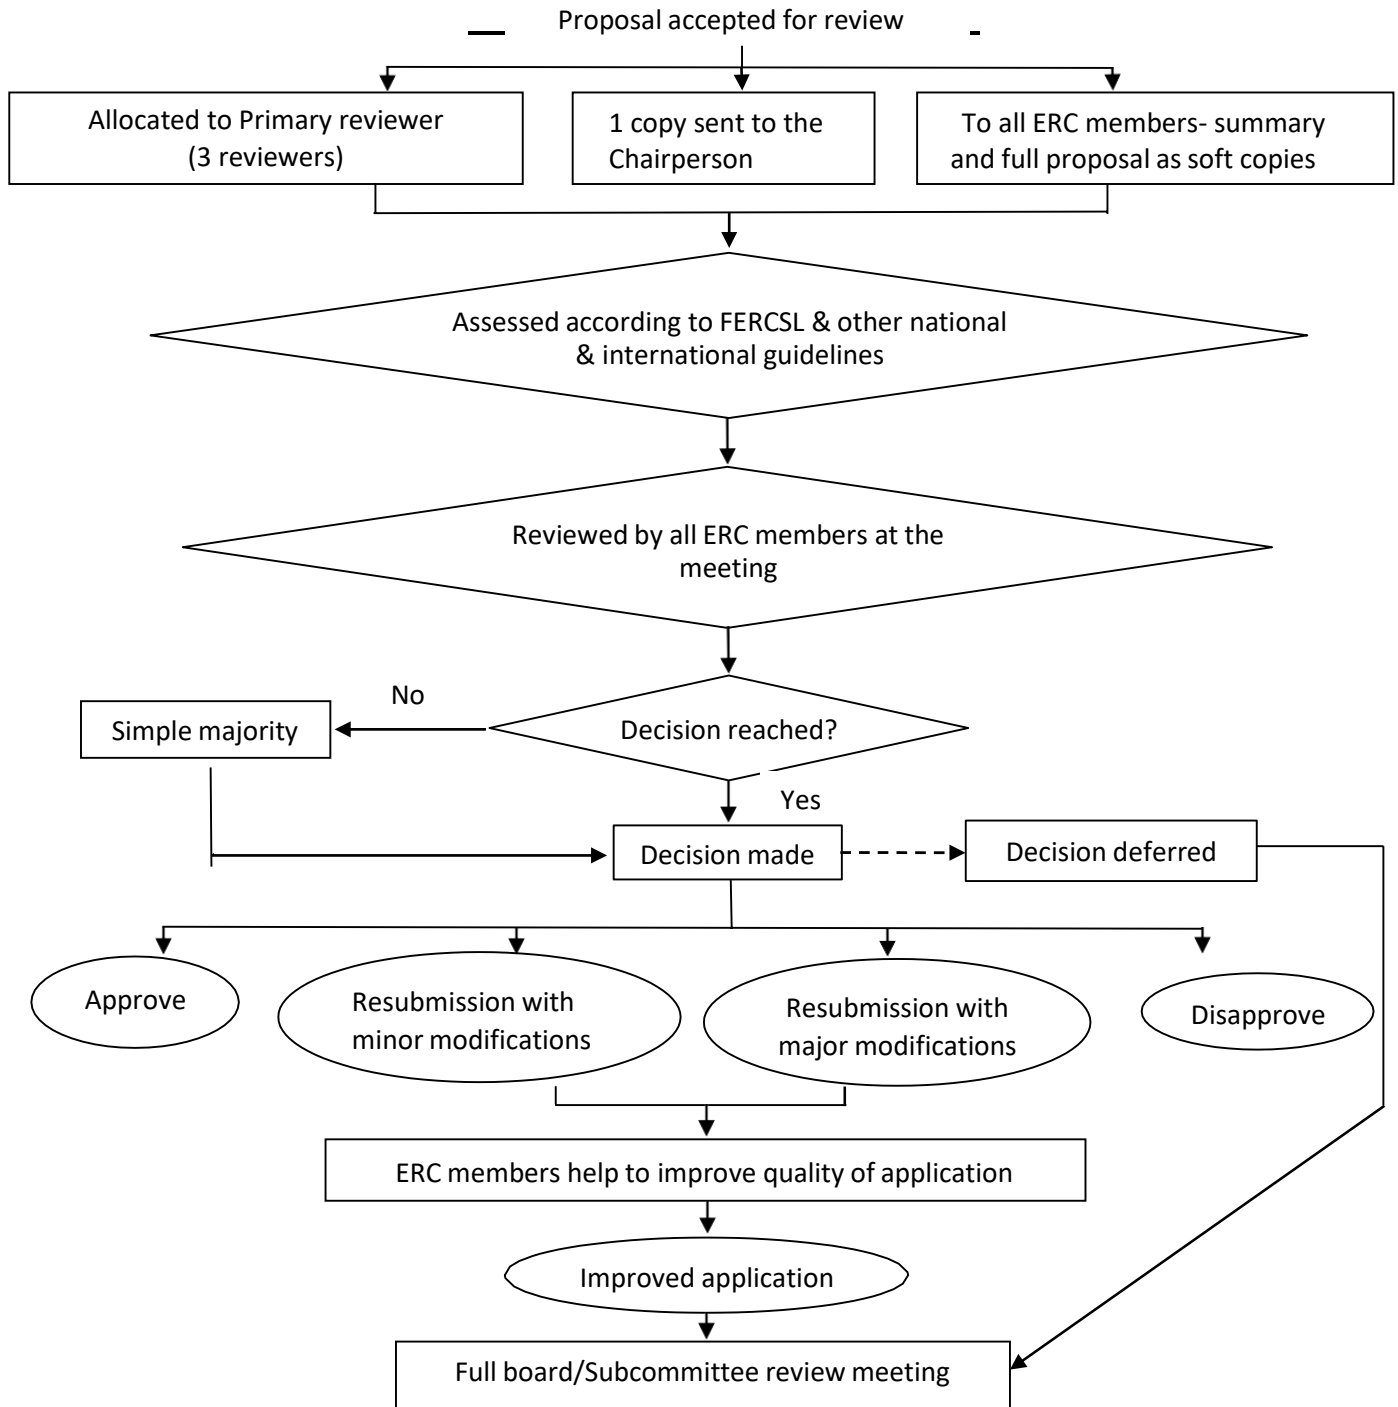 Proposal accepted for review
Allocated to Primary reviewer
(3 reviewers)
1 copy sent to the
Chairperson
To all ERC members- summary
and full proposal as soft copies
Assessed according to FERCSL & other national
& international guidelines
Reviewed by all ERC members at the
meeting
No
Simple majority
Decision reached?
Yes
Decision made
Decision deferred
Approve
Resubmission with
minor modifications
Resubmission with
major modifications
Disapprove
ERC members help to improve quality of application
Improved application
Full board/Subcommittee review meeting